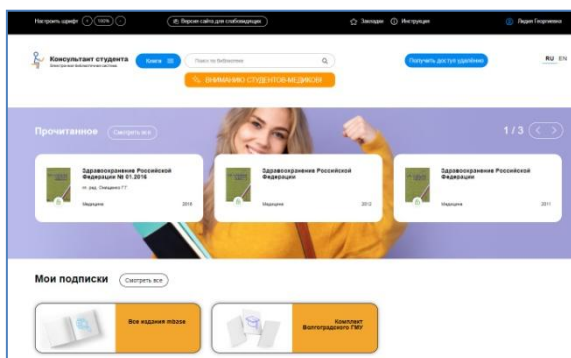 Настроить шрифт - 100% +
Версия сайта для слабовидящих
Закладки
Инструкция
Лидия Георгиевна
Консультант студента
Электронная библиотечная система
Книги
Поиск по библиотеке
Получить доступ удалённо
RU EN
ВНИМАНИЮ СТУДЕНТОВ-МЕДИКОВ!
Прочитанное
Смотреть все
1 / 3
Здравоохранение Российской
Федерации № 01.2016
гл. ред. Онищенко Г.Г.
Медицина 2016
Здравоохранение Российской
Федерации
Медицина 2012
Здравоохранение Российской
Федерации
Медицина 2011
Мои подписки
Смотреть все
Все издания mbase
Комплект
Волгоградского ГМУ